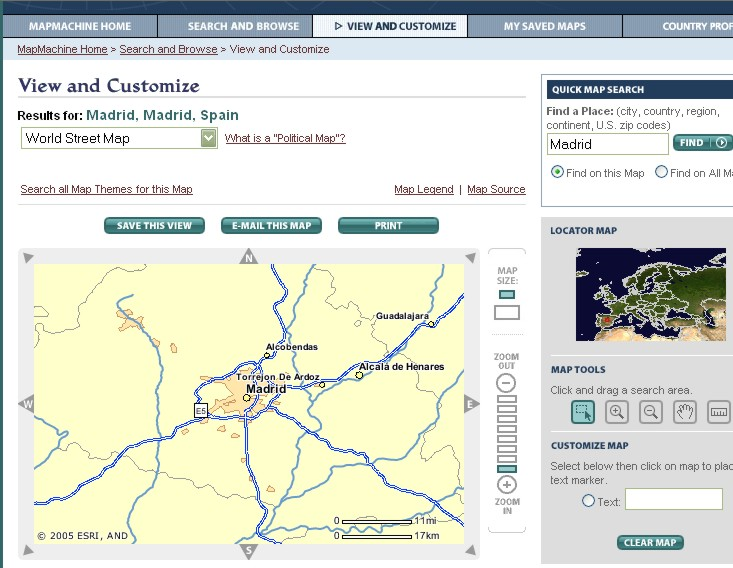 MAPMACHINE HOME
SEARCH AND BROWSE
VIEW AND CUSTOMIZE
MY SAVED MAPS
COUNTRY
MapMachine Home > Search and Browse > View and Customize
View and Customize
Results for: Madrid, Madrid, Spain
World Street Map
What is a "Political Map"?
Search all Map Themes for this Map
Map Legend | Map Source
SAVE THIS VIEW
E-MAIL THIS MAP
PRINT
N
W
E
S
Guadalajara
Alcobendas
Alcalá de Henares
Torrejon De Ardoz
Madrid
E5
0 11mi
0 17km
© 2005 ESRI, AND
MAP
SIZE:
ZOOM
OUT
ZOOM
IN
QUICK MAP SEARCH
Find a Place: (city, country, region,
continent, U.S. zip codes)
Madrid
FIND
Find on this Map
Find on All
LOCATOR MAP
MAP TOOLS
Click and drag a search area.
CUSTOMIZE MAP
Select below then click on map to
text marker.
Text:
CLEAR MAP